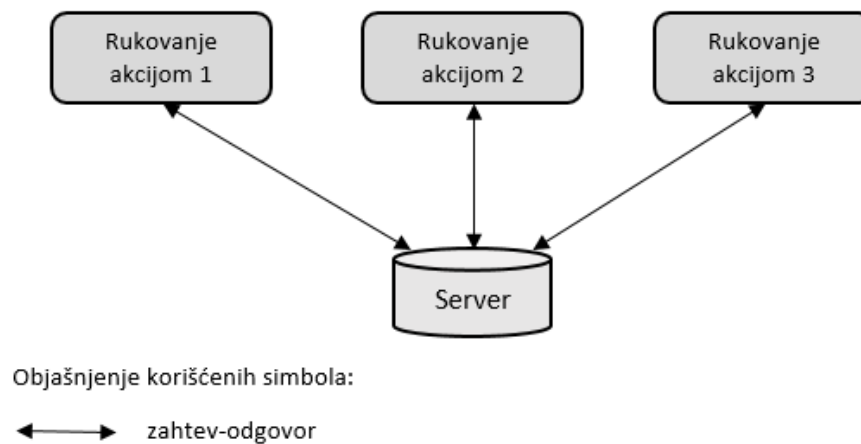 Rukovanje
akcijom 1
Rukovanje
akcijom 2
Rukovanje
akcijom 3
Server
Objašnjenje korišćenih simbola:
zahtev-odgovor